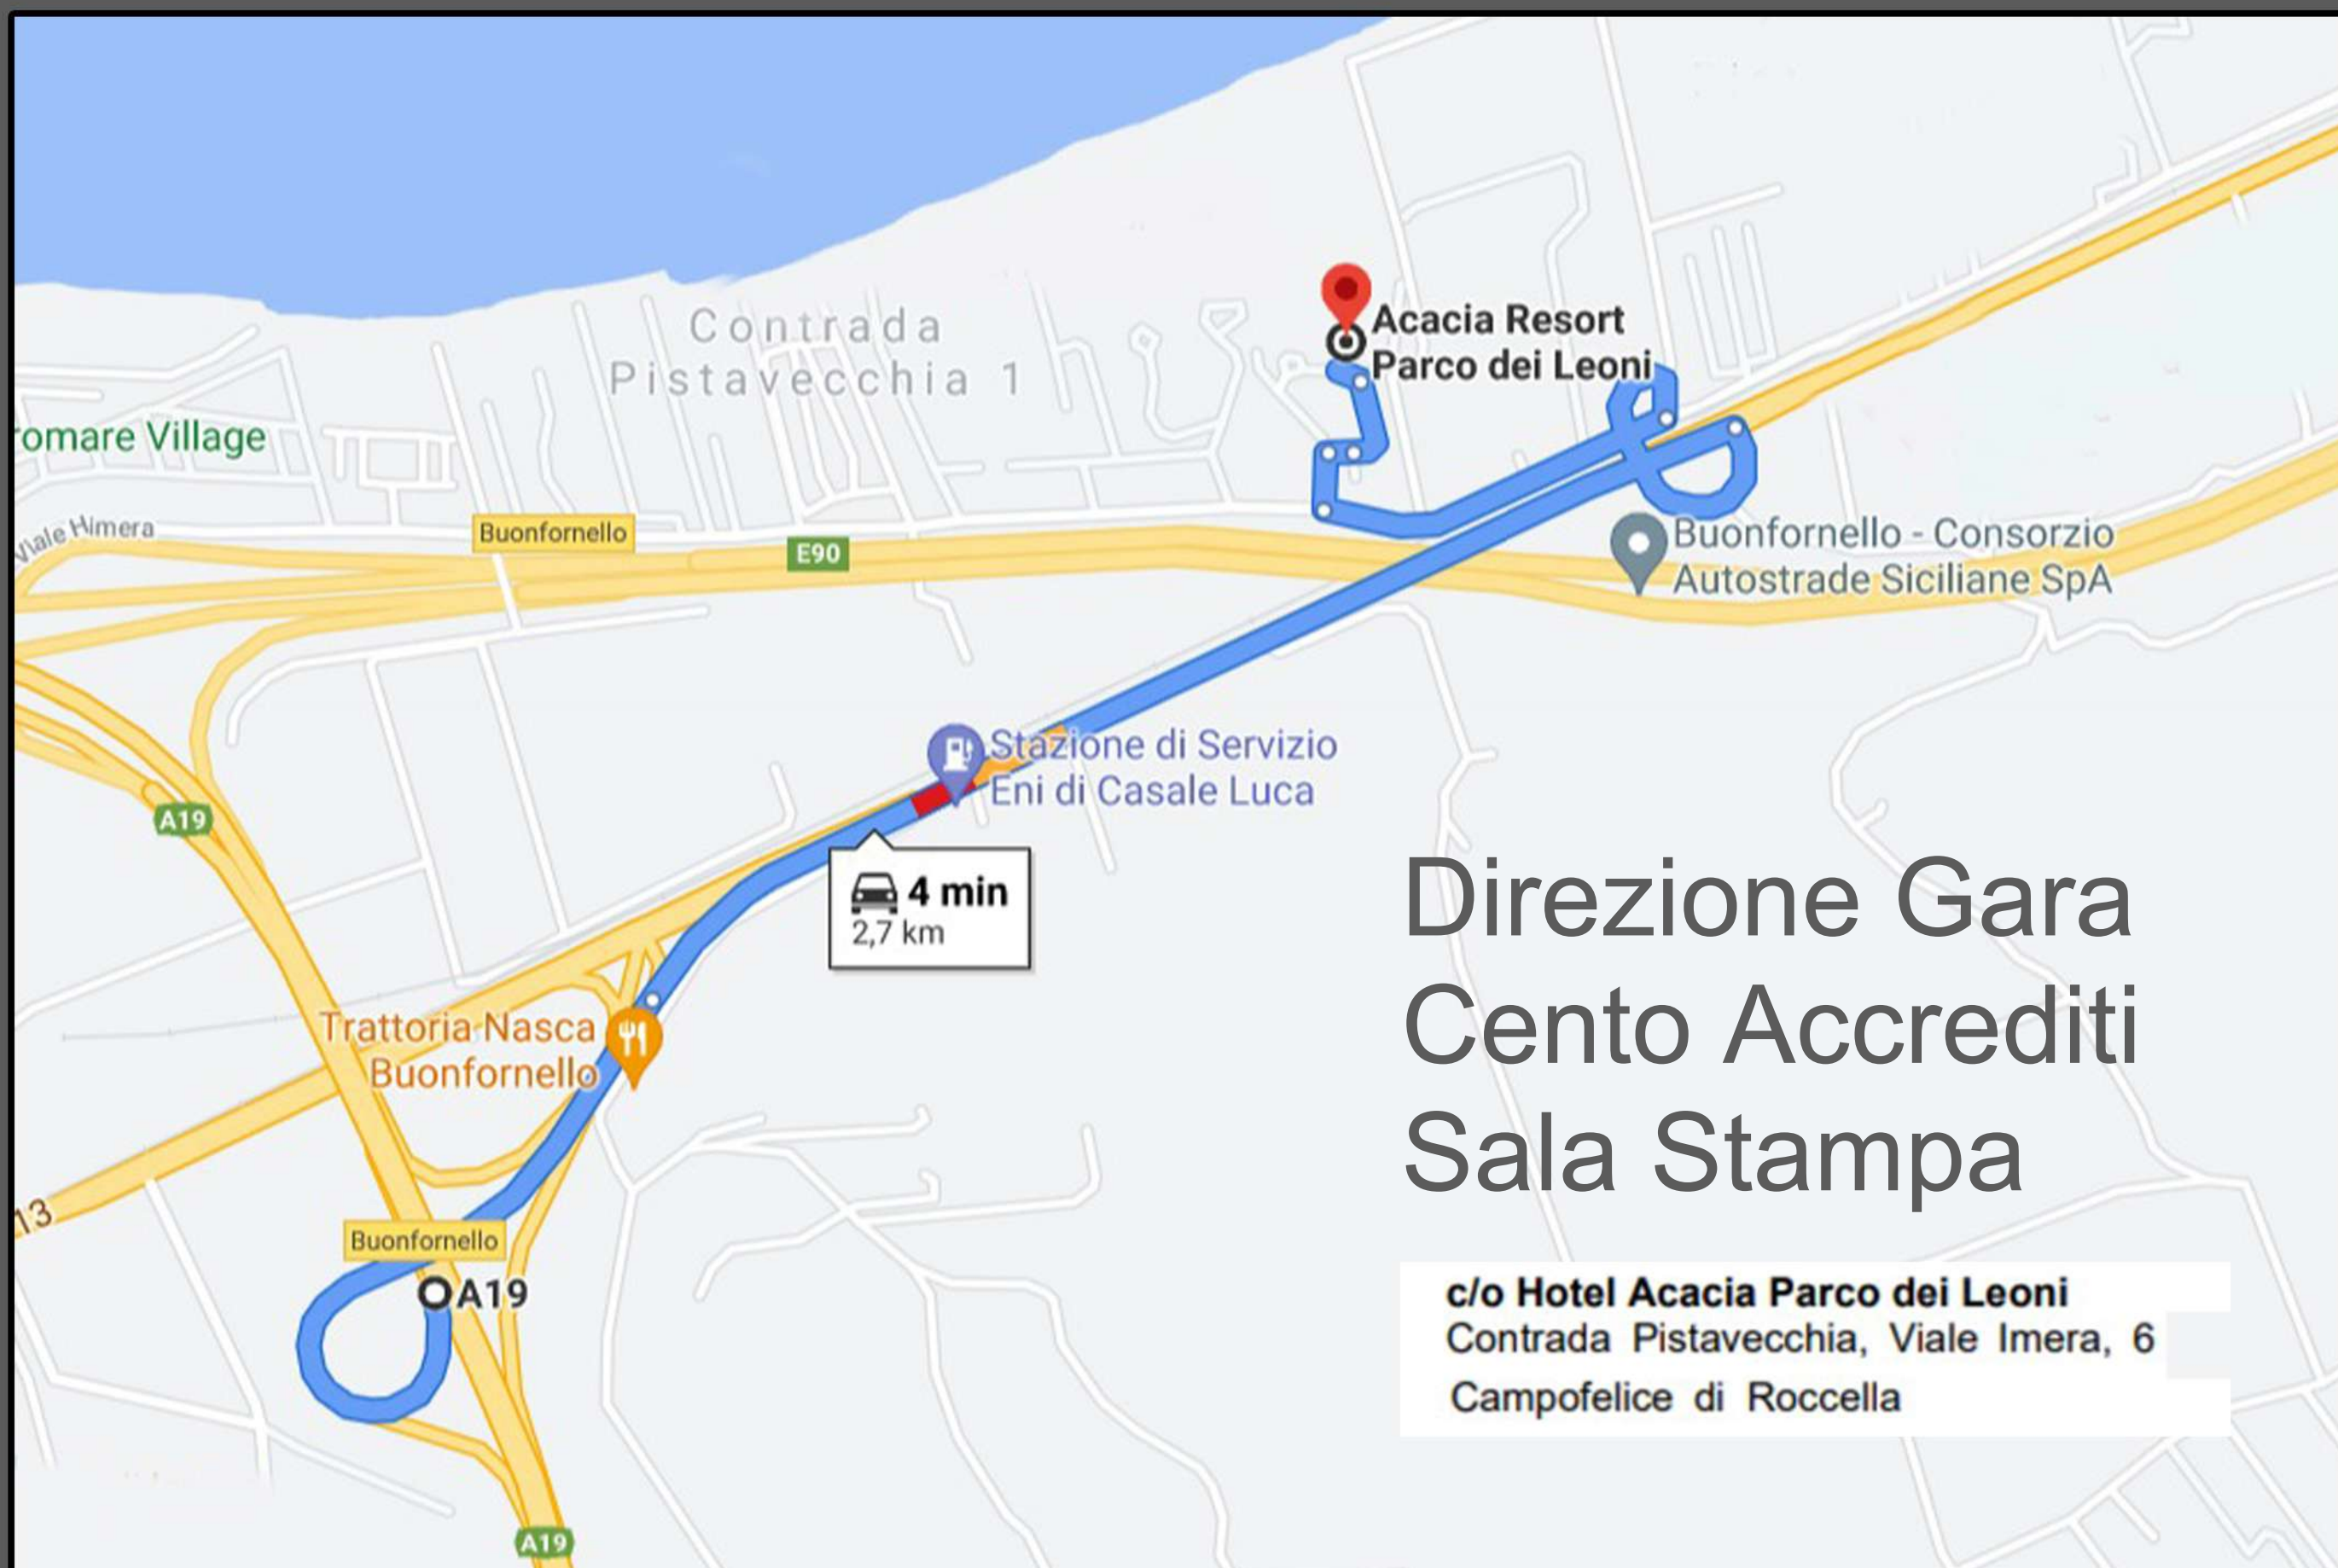 Contrada
Pistavecchia 1
Acacia Resort
Parco dei Leoni
omare Village
Viale Himera
Buonfornello
E90
Buonfornello - Consorzio
Autostrade Siciliane SpA
Stazione di Servizio
Eni di Casale Luca
A19
4 min
2,7 km
Trattoria Nasca
Buonfornello
13
Buonfornello
A19
A19
Direzione Gara
Cento Accrediti
Sala Stampa
c/o Hotel Acacia Parco dei Leoni
Contrada Pistavecchia, Viale Imera, 6
Campofelice di Roccella